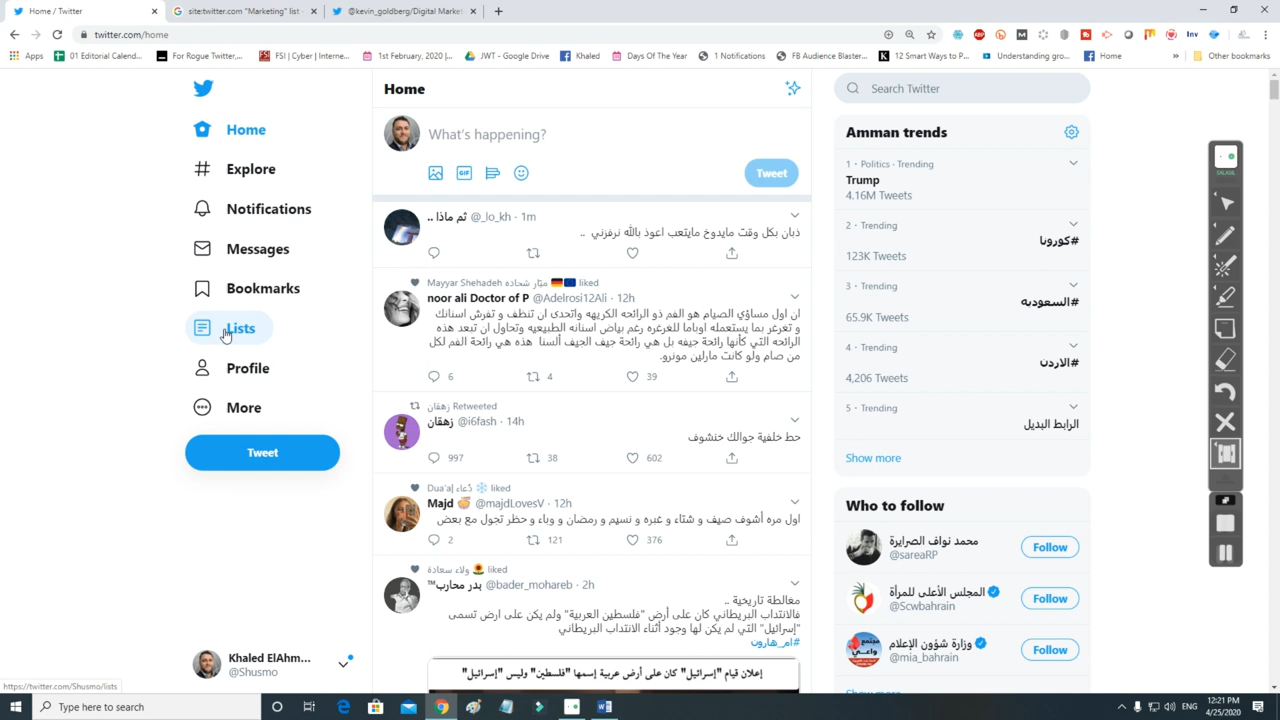 Home / Twitter
site:twitter.com "Marketing" list -
@kevin_goldberg/Digital Market
twitter.com/home
Apps
01 Editorial Calend...
For Rogue Twitter,...
FSI | Cyber | Interne...
18 February, 2020 |...
JWT - Google Drive
Khaled
Days Of The Year
1 Notifications
FB Audience Blaster...
12 Smart Ways to P...
Understanding gro...
Home
Other bookmarks
Home
Explore
Notifications
Messages
Bookmarks
Lists
Profile
More
Tweet
Khaled ElAhm...
@Shusmo
https://twitter.com/Shusmo/lists
Home
What's happening?
GIF
Tweet
ثم ماذا .. @_lo_kh · 1m
ذبان بكل وقت مايدوخ مايتعب اعوذ بالله نرفزني ..
Mayyar Shehadeh ميّار شحاده liked
noor ali Doctor of P @Adelrosi12Ali · 12h
ان اول مساؤي الصيام هو الفم ذو الرائحه الكريهه واتحدى ان تنظف و تفرش اسنانك
و تغرغر بما يستعمله اوباما للغرغره رغم بياض اسنانه الطبيعيه وتحاول ان تبعد هذه
الرائحه التي كأنها رائحة جيفه بل هي رائحة جيف الجيف ألسنا هذه هي رائحة الفم لكل
من صام ولو كانت مارلين مونرو.
6 4 39
زهقان Retweeted
زهقان @i6fash · 14h
حط خلفية جوالك خنشوف
997 38 602
Dua'a| دُعاء liked
Majd @majdLovesV · 12h
اول مره أشوف صيف و شتاء و غبره و نسيم و رمضان و وباء و حظر تجول مع بعض
2 121 376
ولاء سعادة liked
بدر محارب™ @bader_mohareb · 2h
مغالطة تاريخية ..
فالانتداب البريطاني كان على أرض "فلسطين العربية" ولم يكن على ارض تسمى
"إسرائيل" التي لم يكن لها وجود أثناء الانتداب البريطاني
#ام_هارون
إعلان قيام "إسرائيل" كان على أرض عربية إسمها "فلسطين" وليس "إسرائيل"
Search Twitter
Amman trends
1 · Politics · Trending
Trump
4.16M Tweets
2 · Trending
#كورونا
123K Tweets
3 · Trending
#السعوديه
65.9K Tweets
4 · Trending
#الاردن
4,206 Tweets
5 · Trending
الرابط البديل
Show more
Who to follow
محمد نواف الصرايرة
@sareaRP
Follow
المجلس الأعلى للمرأة
@Scwbahrain
Follow
وزارة شؤون الإعلام
@mia_bahrain
Follow
Show more
SALASIL
Type here to search
ENG
12:21 PM
4/25/2020